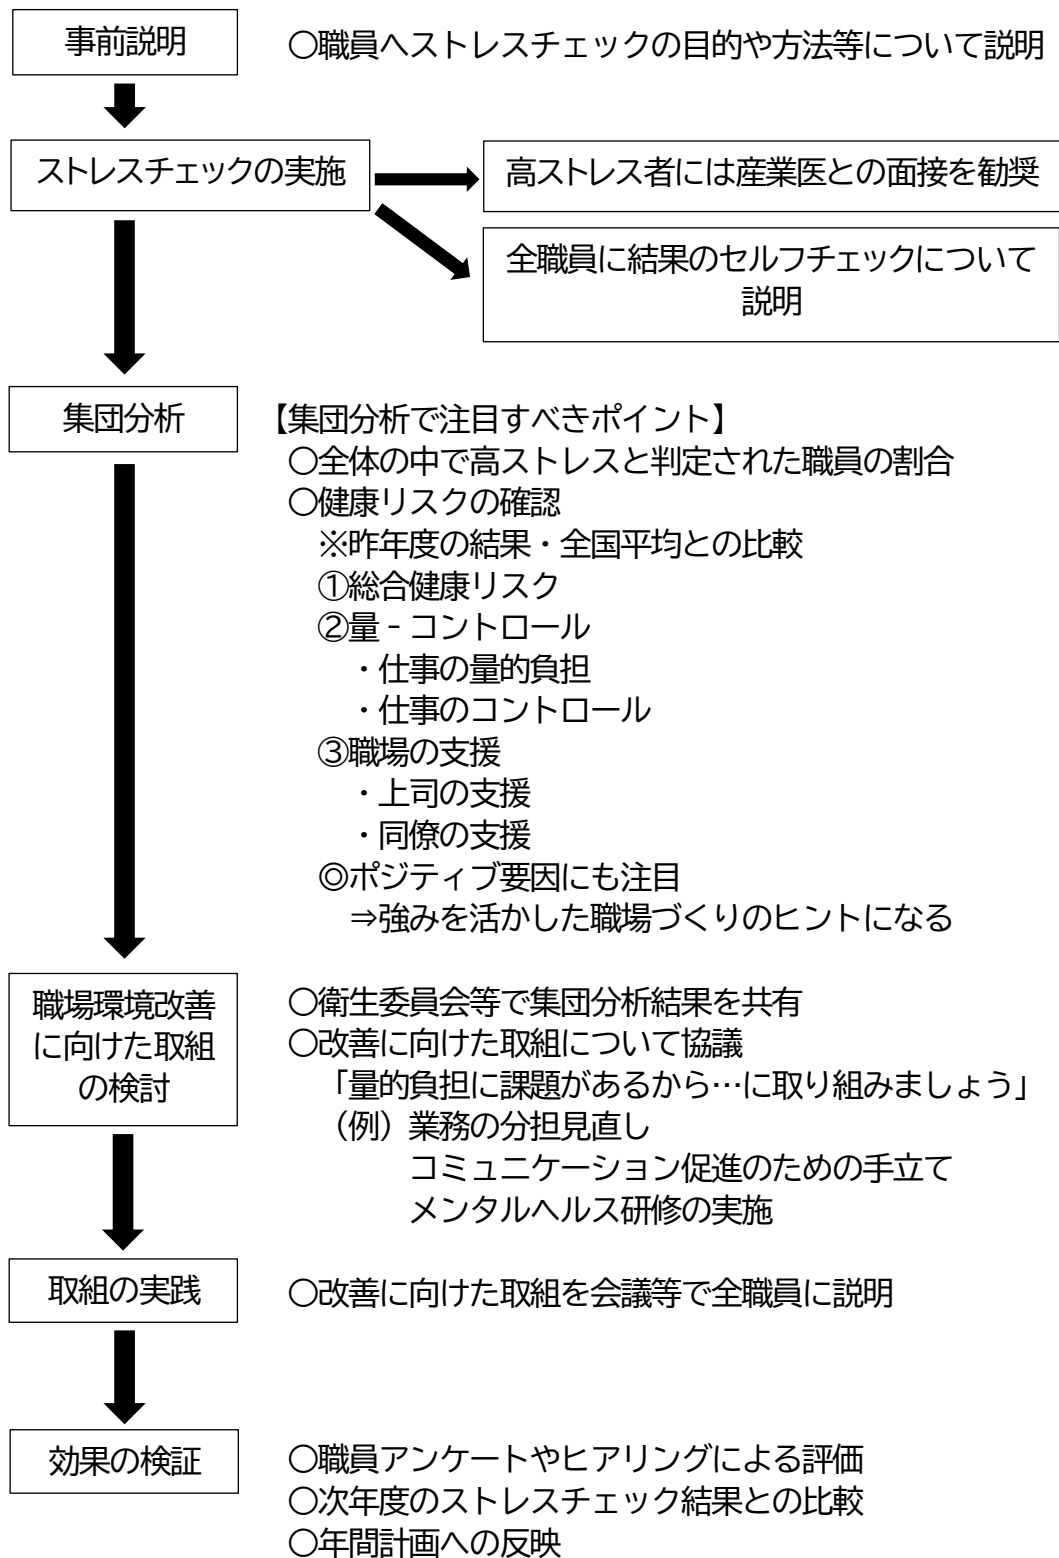 事前説明
○職員へストレスチェックの目的や方法等について説明
ストレスチェックの実施
高ストレス者には産業医との面接を勧奨
全職員に結果のセルフチェックについて
説明
集団分析
【集団分析で注目すべきポイント】
○全体の中で高ストレスと判定された職員の割合
○健康リスクの確認
※昨年度の結果・全国平均との比較
①総合健康リスク
②量‐コントロール
・仕事の量的負担
・仕事のコントロール
③職場の支援
・上司の支援
・同僚の支援
◎ポジティブ要因にも注目
⇒強みを活かした職場づくりのヒントになる
職場環境改善
に向けた取組
の検討
○衛生委員会等で集団分析結果を共有
○改善に向けた取組について協議
「量的負担に課題があるから…に取り組みましょう」
（例）業務の分担見直し
コミュニケーション促進のための手立て
メンタルヘルス研修の実施
取組の実践
○改善に向けた取組を会議等で全職員に説明
効果の検証
○職員アンケートやヒアリングによる評価
○次年度のストレスチェック結果との比較
○年間計画への反映